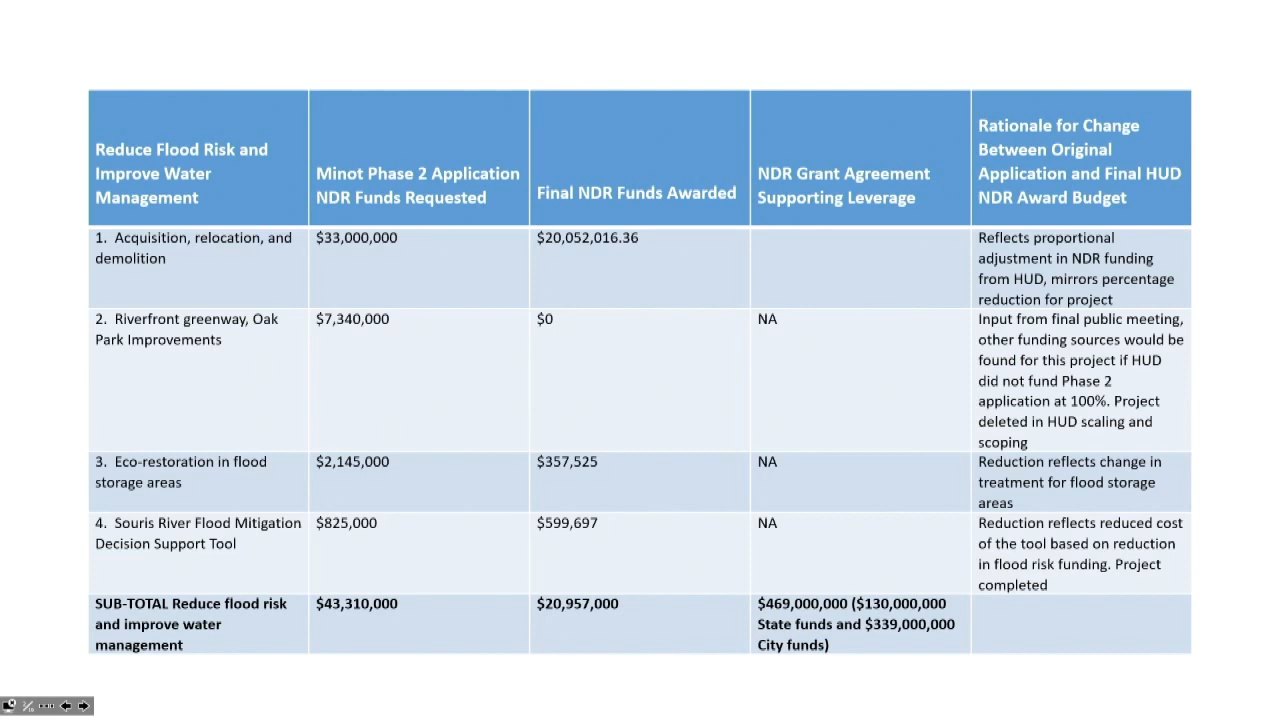 Reduce Flood Risk and
Improve Water
Management
Minot Phase 2 Application
NDR Funds Requested
Final NDR Funds Awarded
NDR Grant Agreement
Supporting Leverage
Rationale for Change
Between Original
Application and Final HUD
NDR Award Budget
1. Acquisition, relocation, and
demolition
$33,000,000
$20,052,016.36
Reflects proportional
adjustment in NDR funding
from HUD, mirrors percentage
reduction for project
2. Riverfront greenway, Oak
Park Improvements
$7,340,000
$0
NA
Input from final public meeting,
other funding sources would be
found for this project if HUD
did not fund Phase 2
application at 100%. Project
deleted in HUD scaling and
scoping
3. Eco-restoration in flood
storage areas
$2,145,000
$357,525
NA
Reduction reflects change in
treatment for flood storage
areas
4. Souris River Flood Mitigation
Decision Support Tool
$825,000
$599,697
NA
Reduction reflects reduced cost
of the tool based on reduction
in flood risk funding. Project
completed
SUB-TOTAL Reduce flood risk
and improve water
management
$43,310,000
$20,957,000
$469,000,000 ($130,000,000
State funds and $339,000,000
City funds)